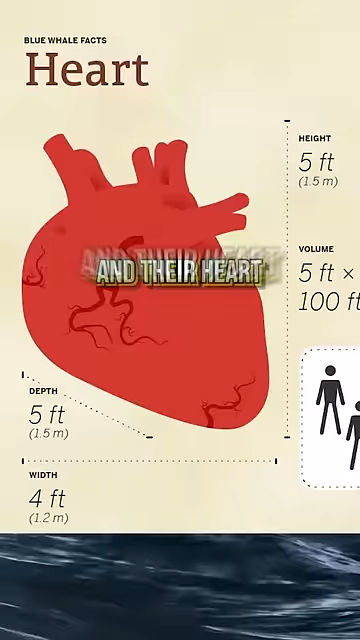 BLUE WHALE FACTS
Heart
HEIGHT
5 ft
(1.5 m)
AND THEIR HEART
VOLUME
5 ft ×
100 ft
DEPTH
5 ft
(1.5 m)
WIDTH
4 ft
(1.2 m)